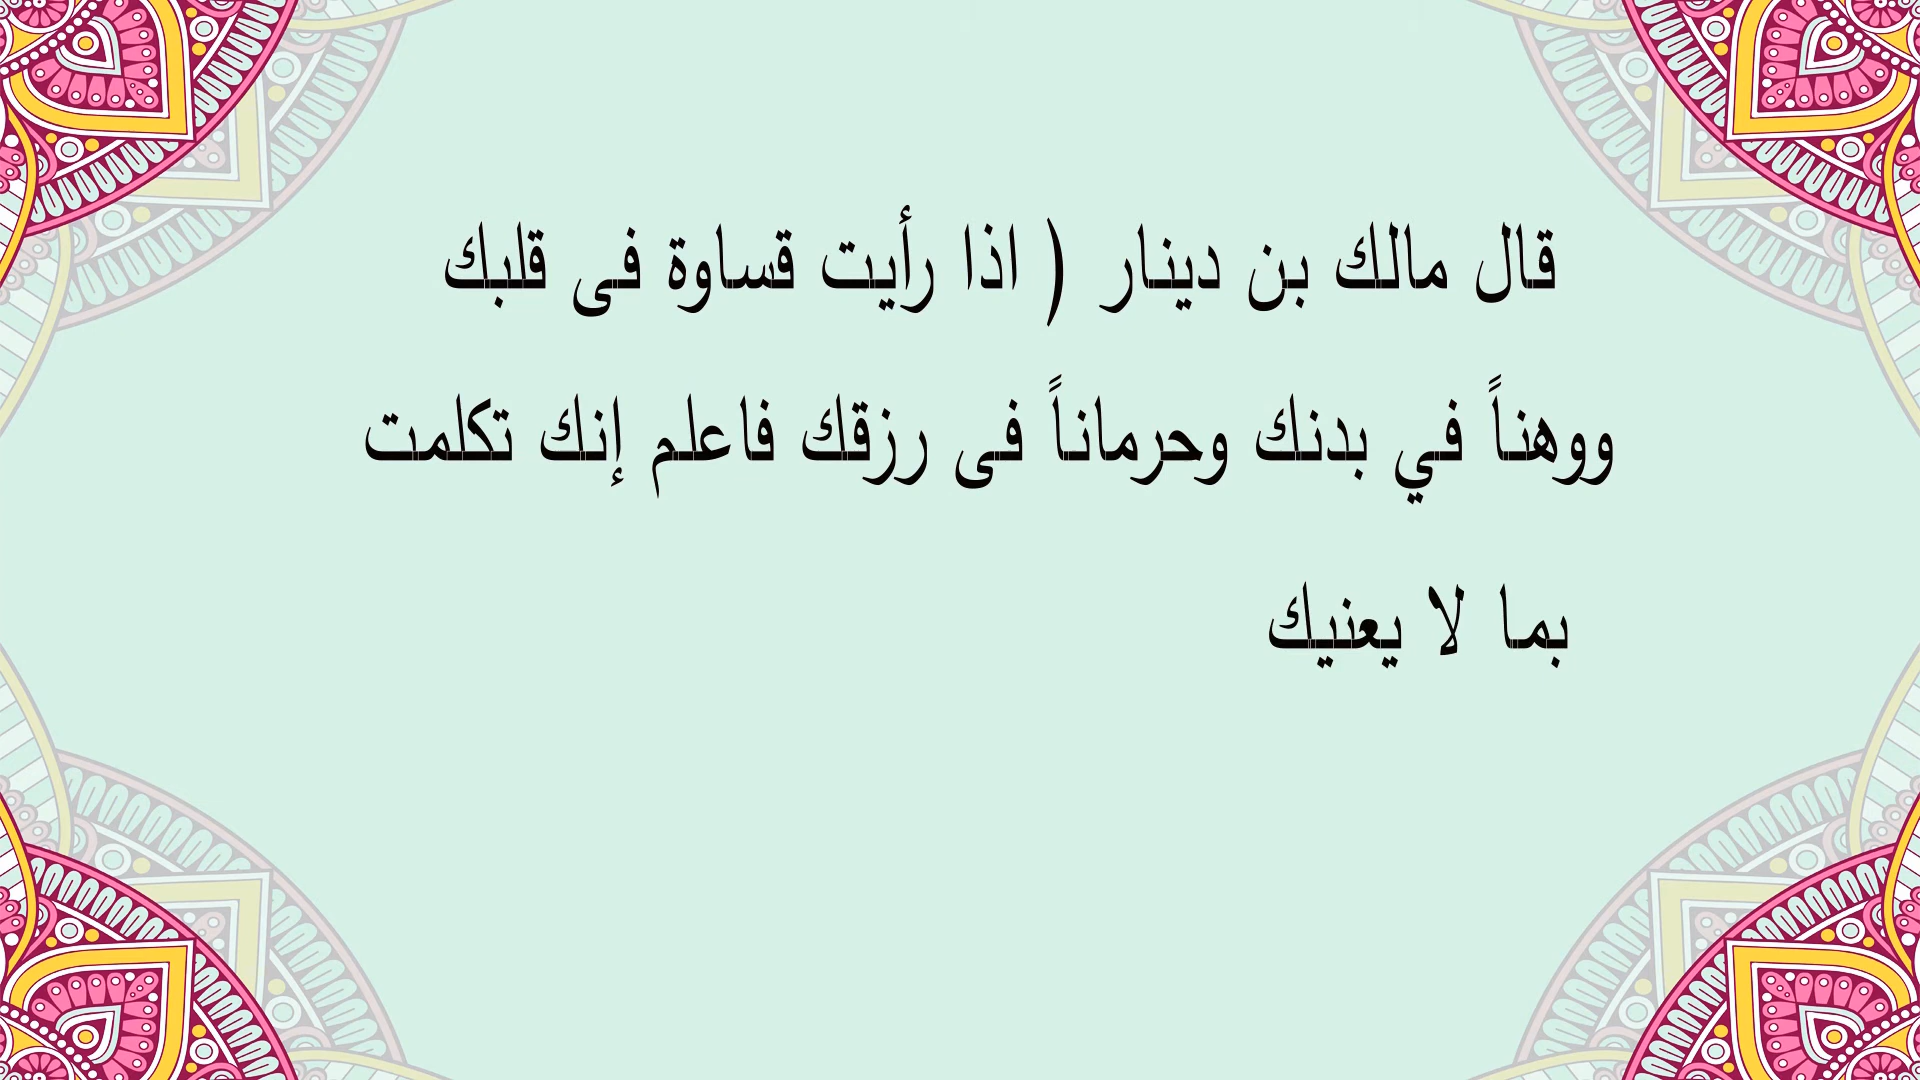 قال مالك بن دينار ( اذا رأيت قساوة فى قلبك
ووهناً في بدنك وحرماناً فى رزقك فاعلم إنك تكلمت
بما لا يعنيك